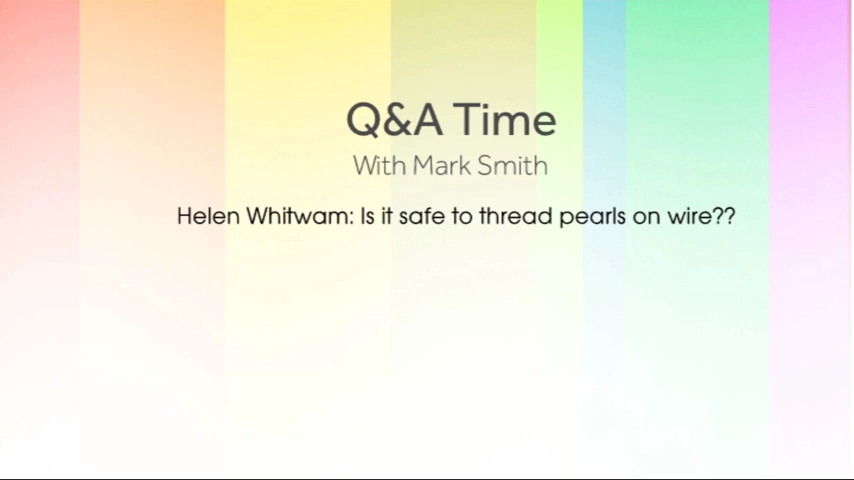 Q&A Time
With Mark Smith
Helen Whitwam: Is it safe to thread pearls on wire??